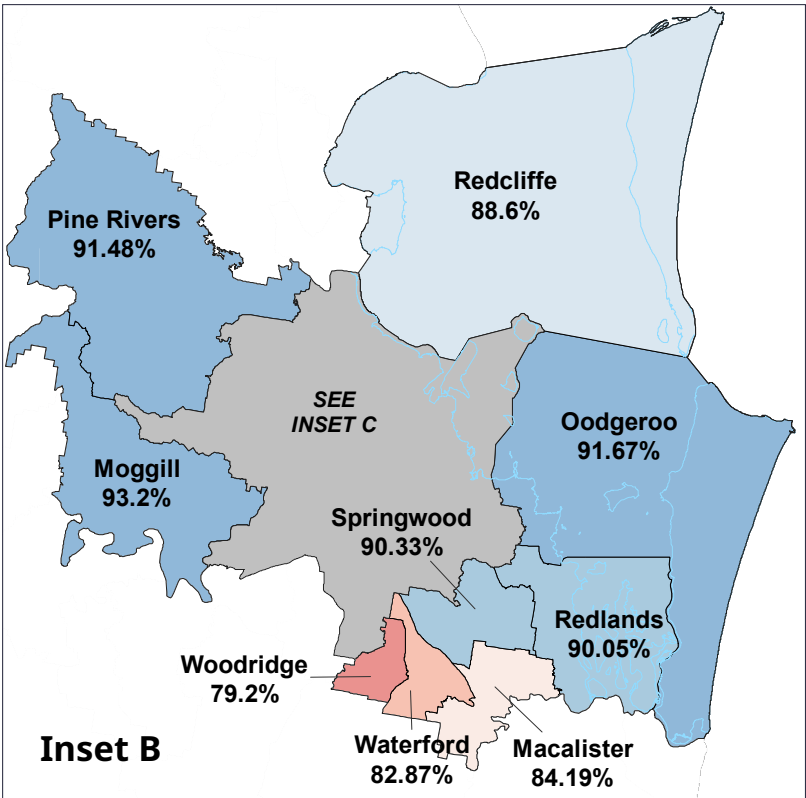 Redcliffe
88.6%
Pine Rivers
91.48%
SEE
INSET C
Oodgeroo
91.67%
Moggill
93.2%
Springwood
90.33%
Redlands
90.05%
Woodridge
79.2%
Waterford
82.87%
Macalister
84.19%
Inset B